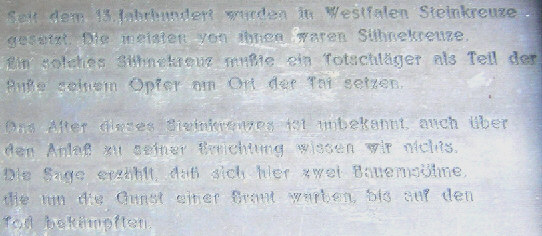 Seit dem 13. Jahrhundert wurden in Westfalen Steinkreuze
gesetzt. Die meisten von ihnen waren Sühnekreuze.
Ein solches Sühnekreuz mußte ein Totschläger als Teil der
Buße seinem Opfer am Ort der Tat setzen.
Das Alter dieses Steinkreuzes ist unbekannt, auch über
den Anlaß zu seiner Errichtung wissen wir nichts.
Die Sage erzählt, daß sich hier zwei Bauernsöhne,
die um die Gunst einer Braut warben, bis auf den
Tod bekämpften.